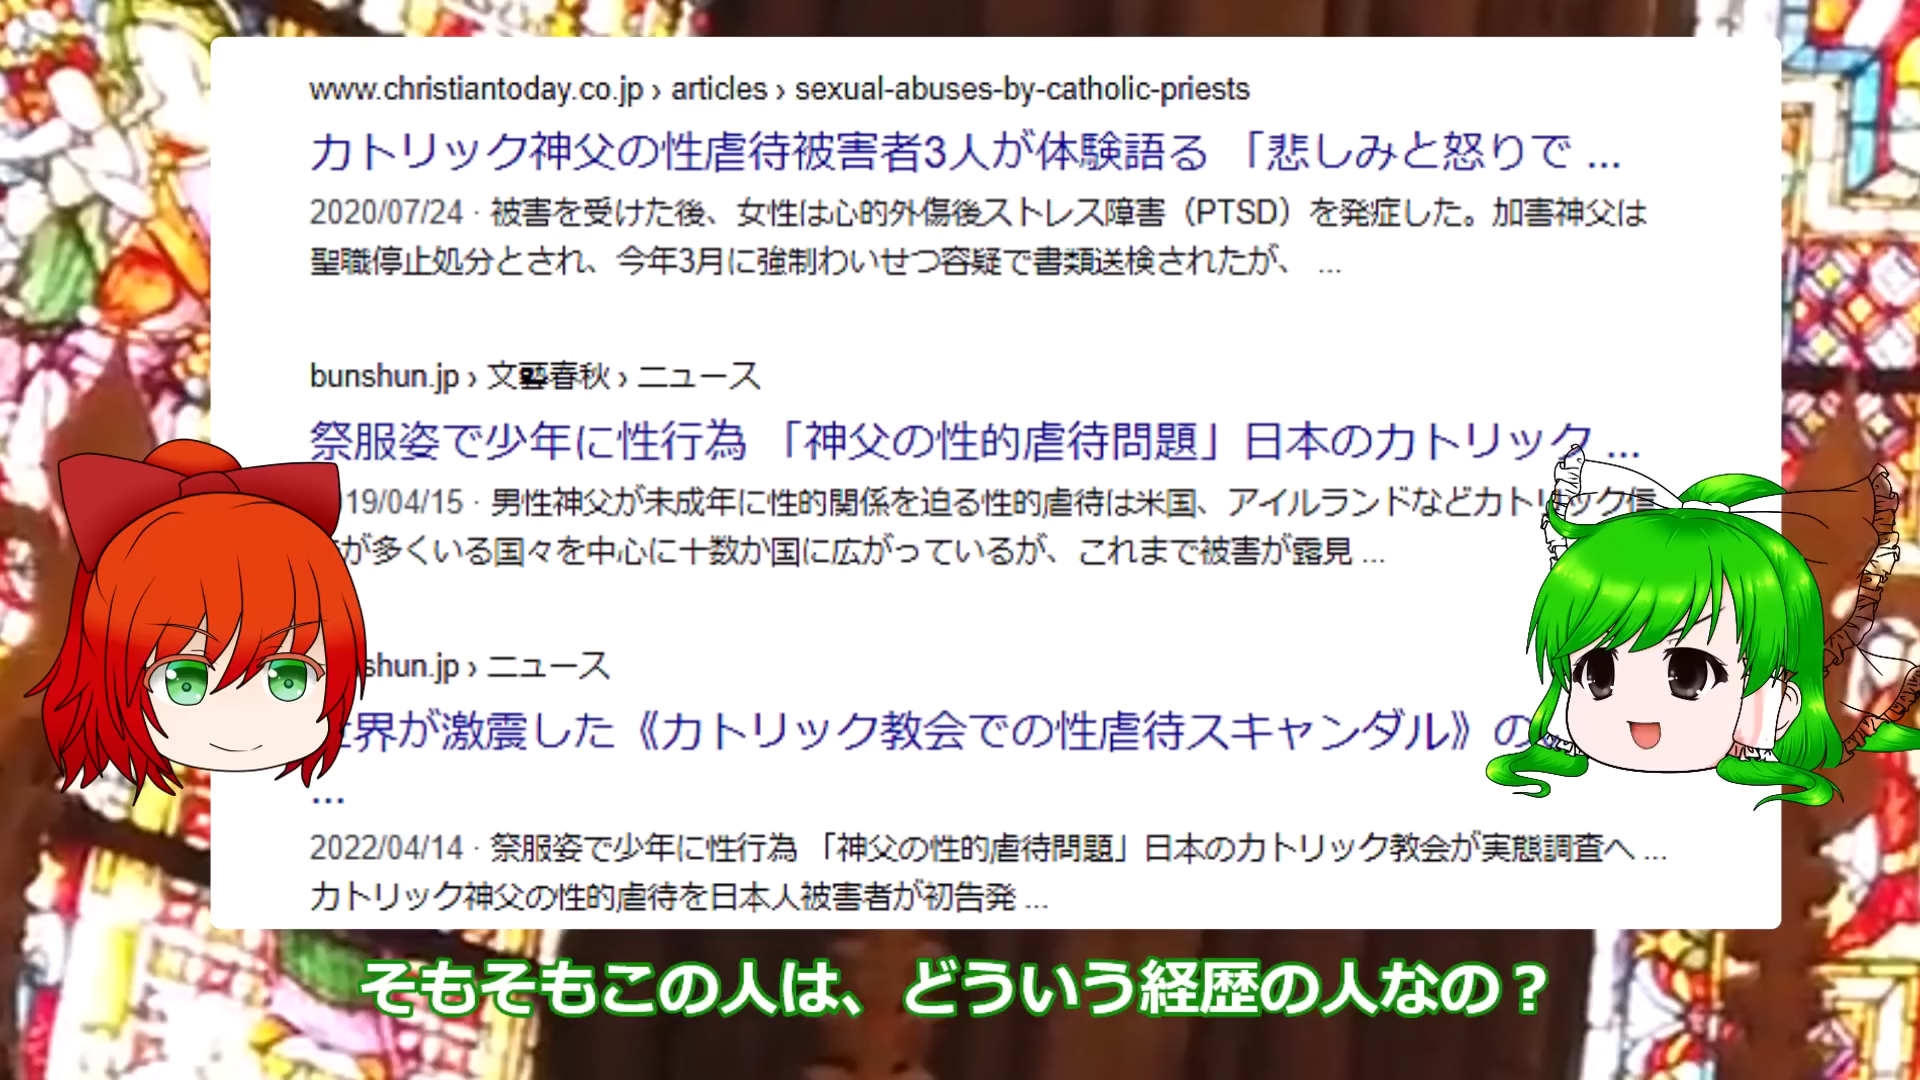 www.christiantoday.co.jp › articles › sexual-abuses-by-catholic-priests
カトリック神父の性虐待被害者3人が体験語る 「悲しみと怒りで ...
2020/07/24 · 被害を受けた後、女性は心的外傷後ストレス障害（PTSD）を発症した。加害神父は
聖職停止処分とされ、今年3月に強制わいせつ容疑で書類送検されたが、 ...
bunshun.jp › 文藝春秋 › ニュース
祭服姿で少年に性行為 「神父の性的虐待問題」日本のカトリック ...
19/04/15 · 男性神父が未成年に性的関係を迫る性的虐待は米国、アイルランドなどカトリック信
が多くいる国々を中心に十数か国に広がっているが、これまで被害が露見 ...
shun.jp › ニュース
界が激震した《カトリック教会での性虐待スキャンダル》の
...
2022/04/14 · 祭服姿で少年に性行為 「神父の性的虐待問題」日本のカトリック教会が実態調査へ ...
カトリック神父の性的虐待を日本人被害者が初告発 ...
そもそもこの人は、どういう経歴の人なの？